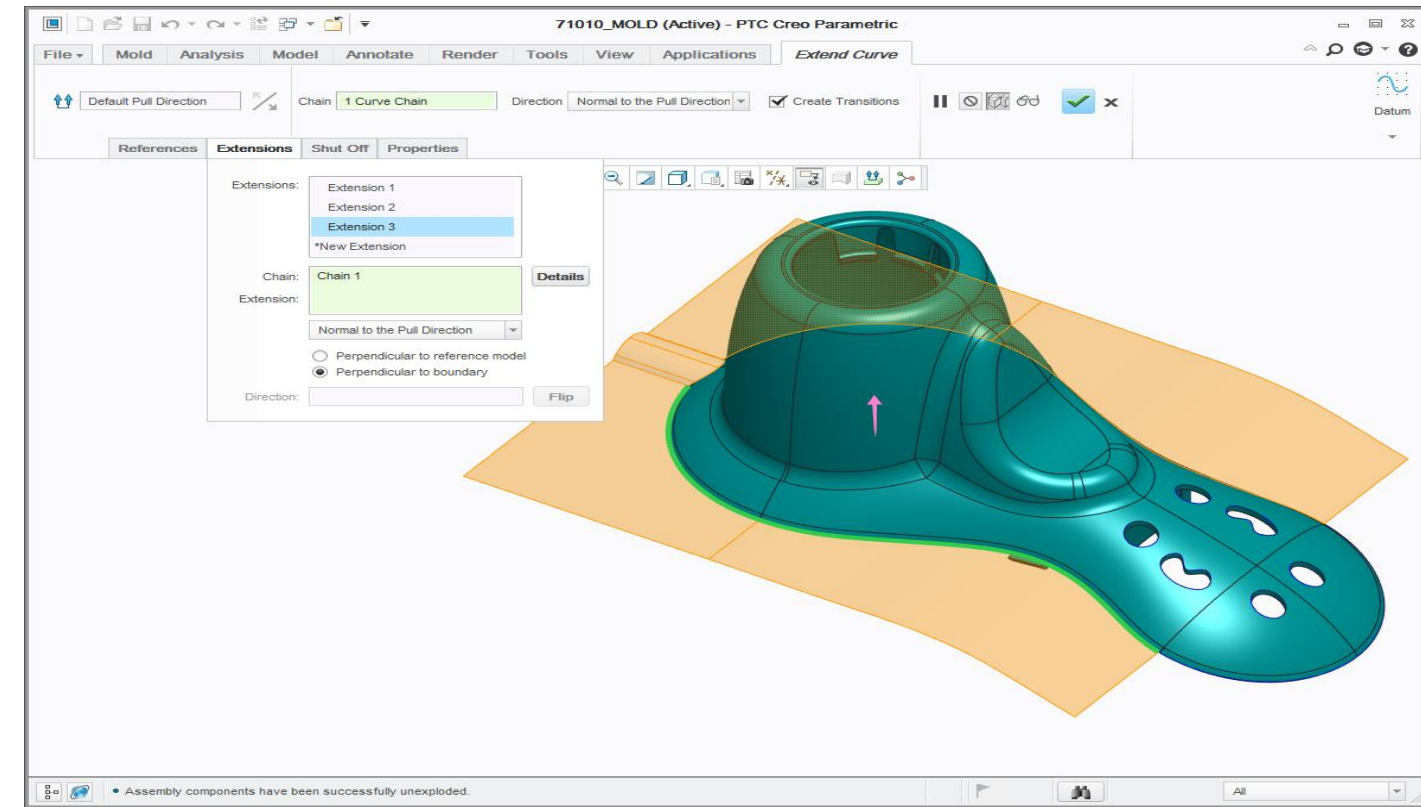 71010_MOLD (Active) - PTC Creo Parametric
File Mold Analysis Model Annotate Render Tools View Applications Extend Curve
Default Pull Direction Chain 1 Curve Chain Direction Normal to the Pull Direction Create Transitions
Datum
References Extensions Shut Off Properties
Extensions: Extension 1
Extension 2
Extension 3
*New Extension
Chain: Chain 1 Details
Extension:
Normal to the Pull Direction
Perpendicular to reference model
Perpendicular to boundary
Direction: Flip
• Assembly components have been successfully unexploded. All